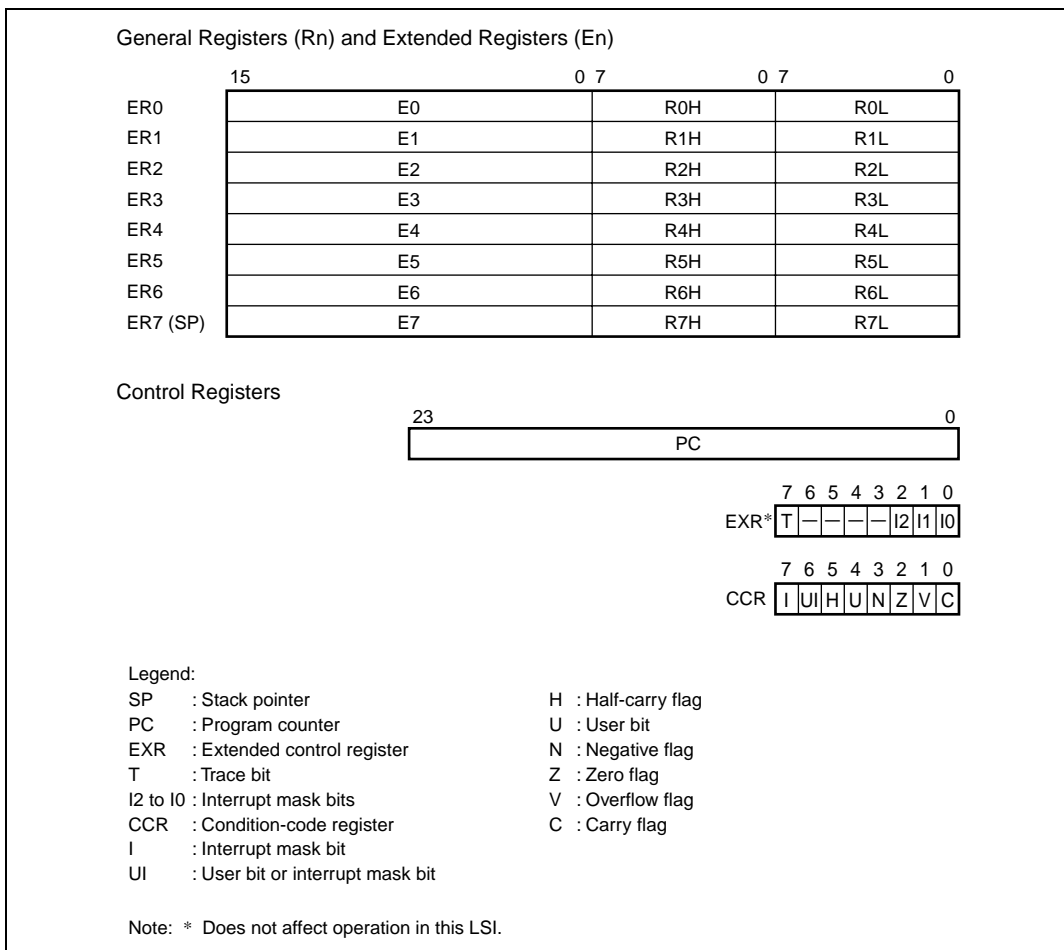 General Registers (Rn) and Extended Registers (En)
15 0 7 0 7 0
ER0 E0 R0H R0L
ER1 E1 R1H R1L
ER2 E2 R2H R2L
ER3 E3 R3H R3L
ER4 E4 R4H R4L
ER5 E5 R5H R5L
ER6 E6 R6H R6L
ER7 (SP) E7 R7H R7L
Control Registers
23 0
PC
7 6 5 4 3 2 1 0
EXR* T — — — — I2 I1 I0
7 6 5 4 3 2 1 0
CCR I UI H U N Z V C
Legend:
SP : Stack pointer
PC : Program counter
EXR : Extended control register
T : Trace bit
I2 to I0 : Interrupt mask bits
CCR : Condition-code register
I : Interrupt mask bit
UI : User bit or interrupt mask bit
H : Half-carry flag
U : User bit
N : Negative flag
Z : Zero flag
V : Overflow flag
C : Carry flag
Note: * Does not affect operation in this LSI.